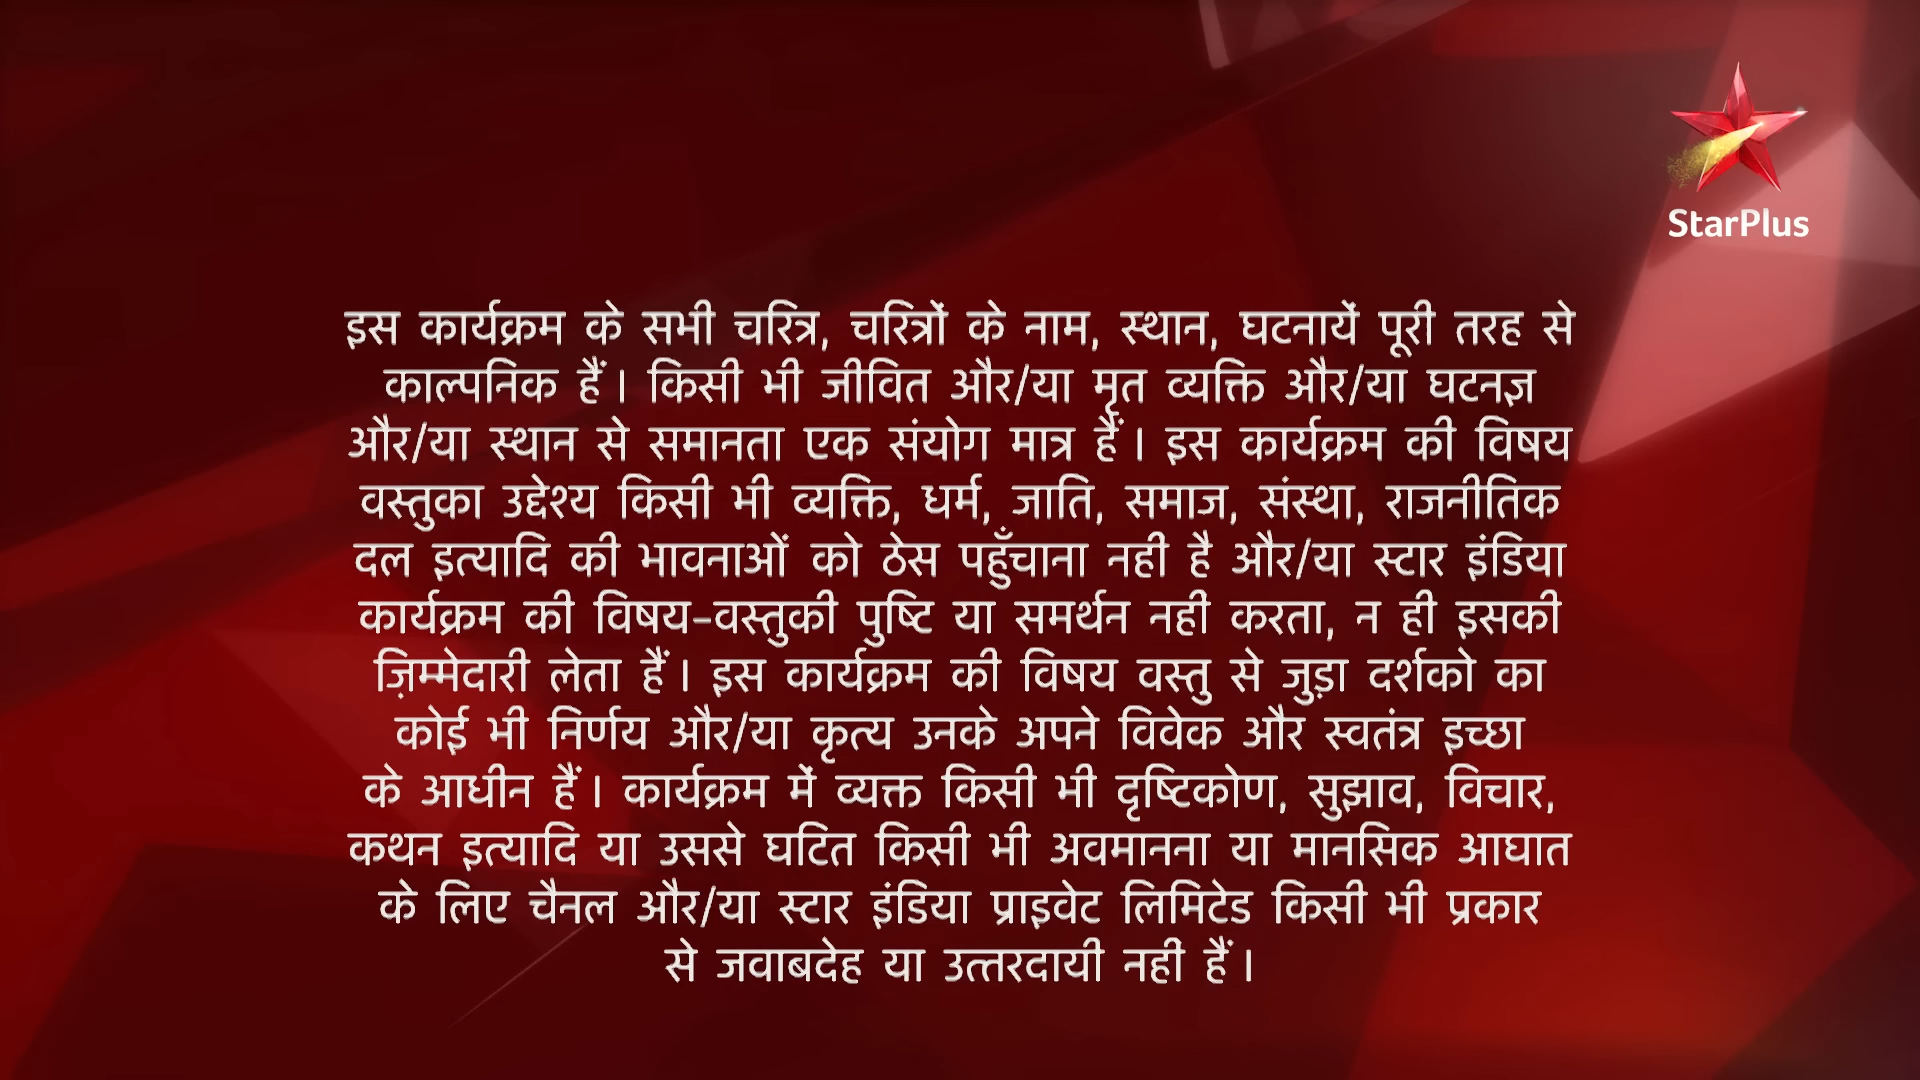 StarPlus
इस कार्यक्रम के सभी चरित्र, चरित्रों के नाम, स्थान, घटनायें पूरी तरह से
काल्पनिक हैं। किसी भी जीवित और/या मृत व्यक्ति और/या घटनज्ञ
और/या स्थान से समानता एक संयोग मात्र हैं। इस कार्यक्रम की विषय
वस्तुका उद्देश्य किसी भी व्यक्ति, धर्म, जाति, समाज, संस्था, राजनीतिक
दल इत्यादि की भावनाओं को ठेस पहुँचाना नही है और/या स्टार इंडिया
कार्यक्रम की विषय-वस्तुकी पुष्टि या समर्थन नही करता, न ही इसकी
ज़िम्मेदारी लेता हैं। इस कार्यक्रम की विषय वस्तु से जुड़ा दर्शको का
कोई भी निर्णय और/या कृत्य उनके अपने विवेक और स्वतंत्र इच्छा
के आधीन हैं। कार्यक्रम में व्यक्त किसी भी दृष्टिकोण, सुझाव, विचार,
कथन इत्यादि या उससे घटित किसी भी अवमानना या मानसिक आघात
के लिए चैनल और/या स्टार इंडिया प्राइवेट लिमिटेड किसी भी प्रकार
से जवाबदेह या उत्तरदायी नही हैं।